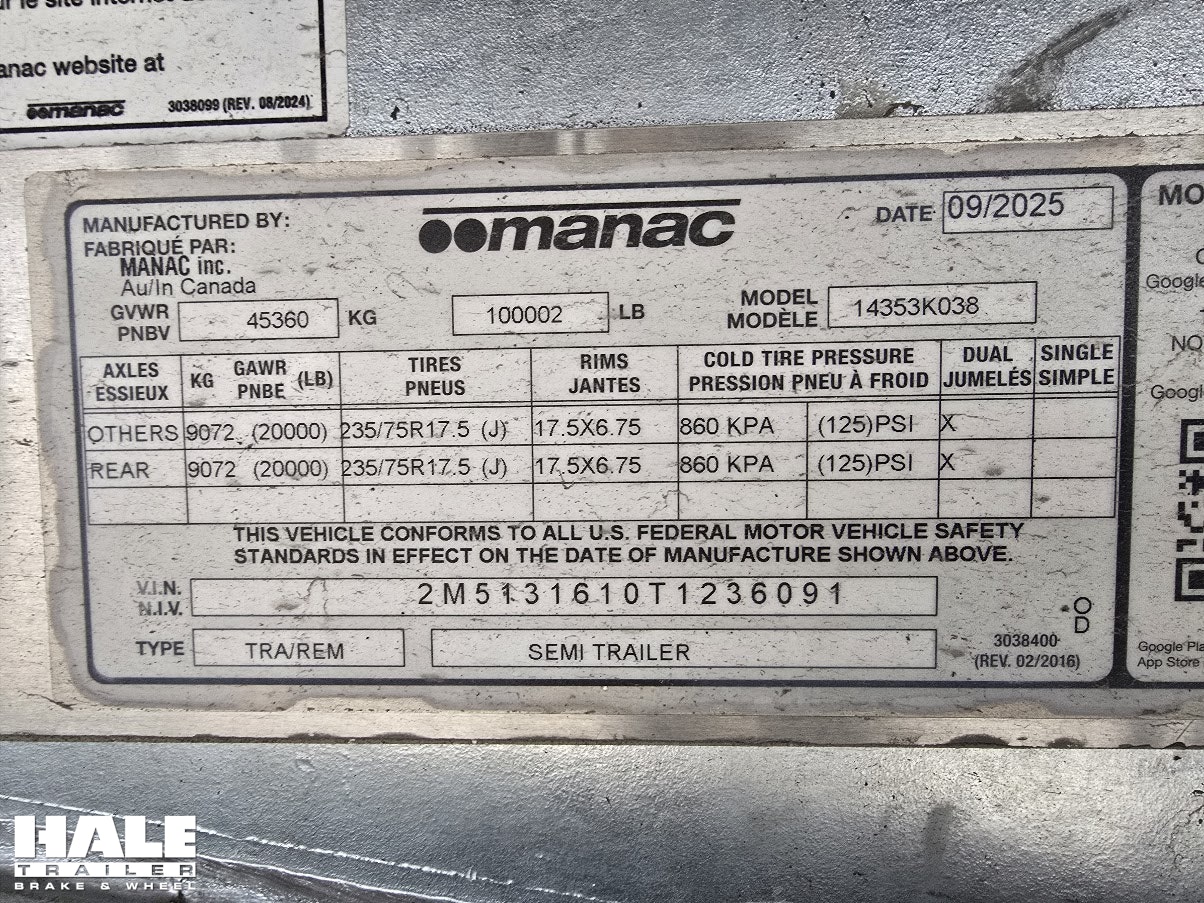 le site internet
anac website at
manac 3038099 (REV. 08/2024)
MANUFACTURED BY:
FABRIQUÉ PAR:
MANAC inc.
Au/In Canada
manac
DATE 09/2025
GVWR
PNBV
45360 KG
100002 LB
MODEL
MODÈLE
14353K038
AXLES
ESSIEUX
KG GAWR
PNBE (LB)
TIRES
PNEUS
RIMS
JANTES
COLD TIRE PRESSURE
PRESSION PNEU À FROID
DUAL
JUMELÉS
SINGLE
SIMPLE
OTHERS 9072 (20000) 235/75R17.5 (J) 17.5X6.75 860 KPA (125)PSI X
REAR 9072 (20000) 235/75R17.5 (J) 17.5X6.75 860 KPA (125)PSI X
THIS VEHICLE CONFORMS TO ALL U.S. FEDERAL MOTOR VEHICLE SAFETY
STANDARDS IN EFFECT ON THE DATE OF MANUFACTURE SHOWN ABOVE.
V.I.N.
N.I.V.
2M5131610T1236091
TYPE TRA/REM SEMI TRAILER
O
D
3038400
(REV. 02/2016)
MO
Google
NO
Google
Google Pla
App Store
HALE
TRAILER
BRAKE & WHEEL